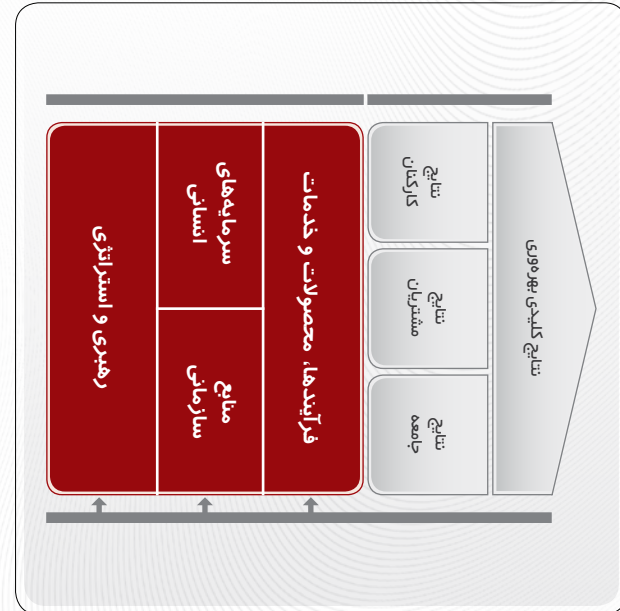 رهبری و استراتژی
سرمایه‌های
انسانی
منابع
سازمانی
فرآیندها، محصولات و خدمات
نتایج
کارکنان
نتایج
مشتریان
نتایج
جامعه
نتایج کلیدی بهره‌وری